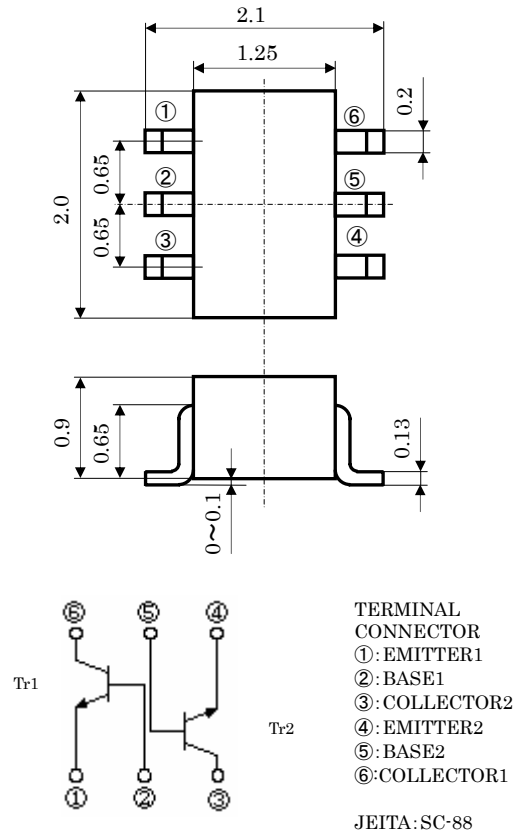 2.1
1.25
① ⑥
0.2
0.65
② ⑤
2.0
0.65
③ ④
0.9
0.65
0.13
0～0.1
⑥ ⑤ ④
Tr1
Tr2
① ② ③
TERMINAL
CONNECTOR
①:EMITTER1
②:BASE1
③:COLLECTOR2
④:EMITTER2
⑤:BASE2
⑥:COLLECTOR1
JEITA:SC-88